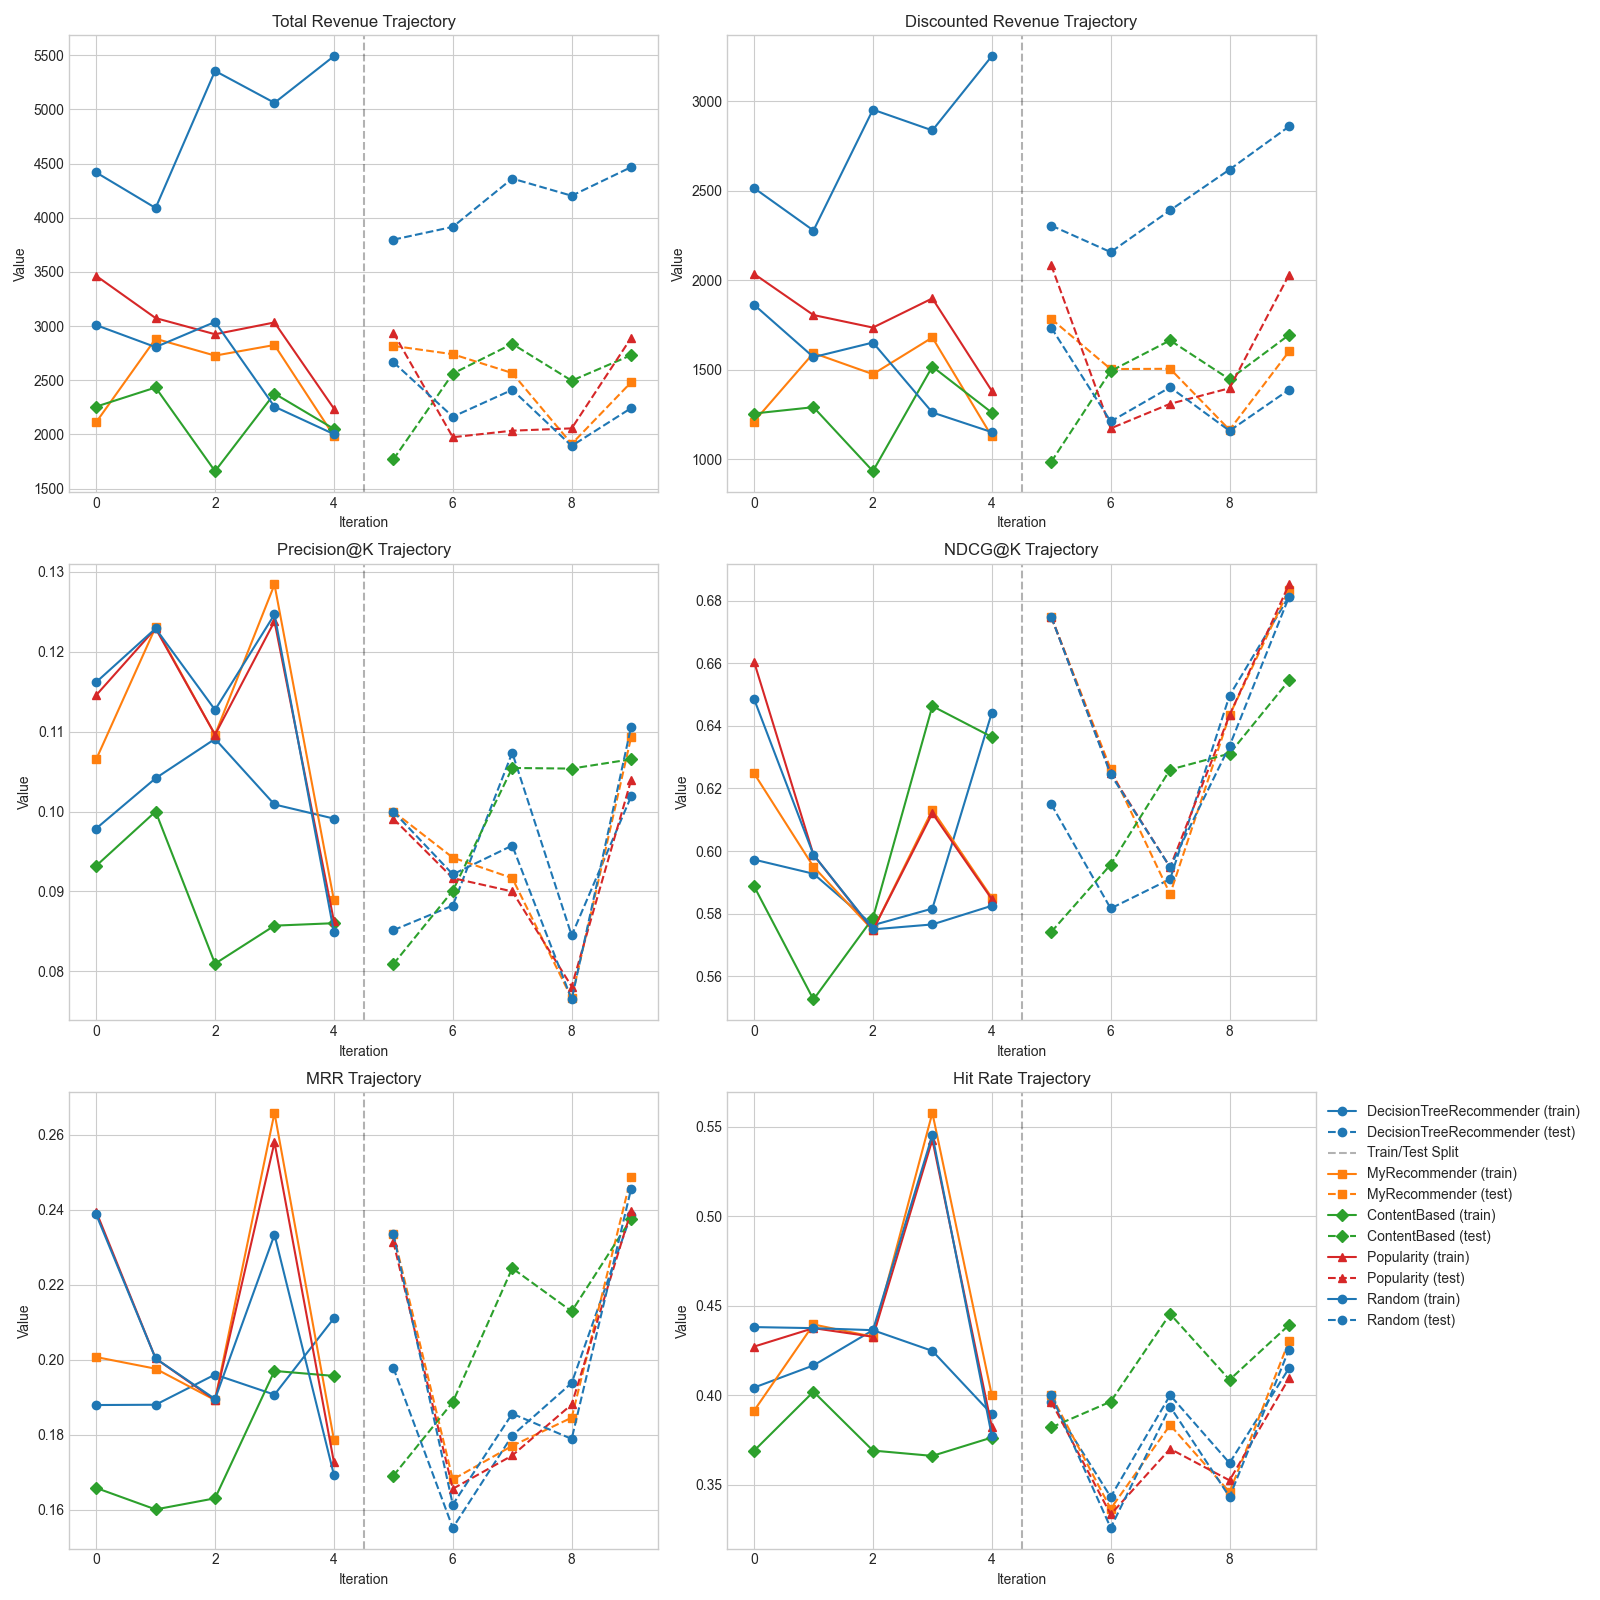 Total Revenue Trajectory
Value
5500
5000
4500
4000
3500
3000
2500
2000
1500
0 2 4 6 8
Iteration
Discounted Revenue Trajectory
Value
3000
2500
2000
1500
1000
0 2 4 6 8
Iteration
Precision@K Trajectory
Value
0.13
0.12
0.11
0.10
0.09
0.08
0 2 4 6 8
Iteration
NDCG@K Trajectory
Value
0.68
0.66
0.64
0.62
0.60
0.58
0.56
0 2 4 6 8
Iteration
MRR Trajectory
Value
0.26
0.24
0.22
0.20
0.18
0.16
0 2 4 6 8
Iteration
Hit Rate Trajectory
Value
0.55
0.50
0.45
0.40
0.35
0 2 4 6 8
Iteration
DecisionTreeRecommender (train)
DecisionTreeRecommender (test)
Train/Test Split
MyRecommender (train)
MyRecommender (test)
ContentBased (train)
ContentBased (test)
Popularity (train)
Popularity (test)
Random (train)
Random (test)